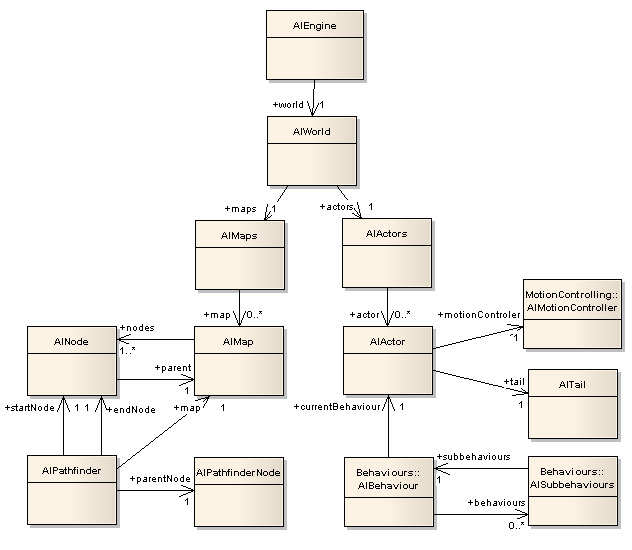 AIEngine
+world 1
AIWorld
+maps 1
+actors 1
AIMaps
AIActors
+map 0..*
+actor 0..*
MotionControlling::
AIMotionController
+motionControler
1
AINode
+nodes
1..*
AIMap
+parent
1
AIActor
+tail
1
AITail
+startNode 1
1 +endNode
+map 1
+currentBehaviour 1
AIPathfinder
+parentNode
1
AIPathfinderNode
Behaviours::
AIBehaviour
+subbehaviours
1
+behaviours
0..*
Behaviours::
AISubbehaviours